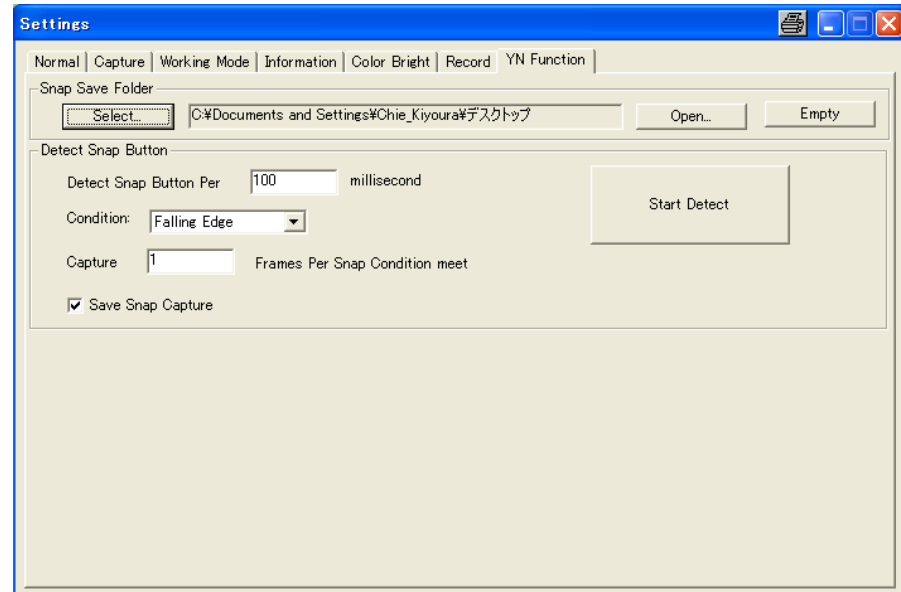 Settings
Normal Capture Working Mode Information Color Bright Record YN Function
Snap Save Folder
Select... C:¥Documents and Settings¥Chie_Kiyoura¥デスクトップ Open... Empty
Detect Snap Button
Detect Snap Button Per 100 millisecond
Start Detect
Condition: Falling Edge
Capture 1 Frames Per Snap Condition meet
Save Snap Capture